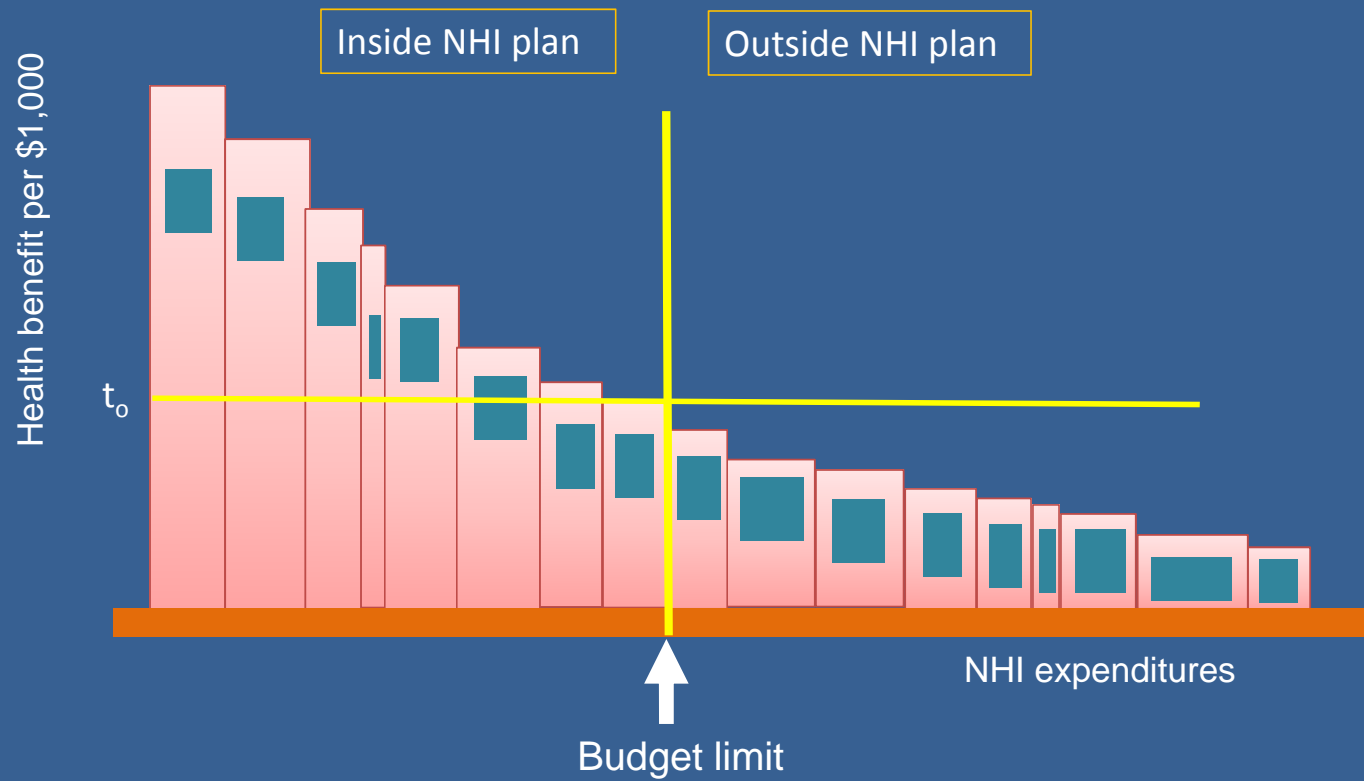 Inside NHI plan
Outside NHI plan
Health benefit per $1,000
to
NHI expenditures
Budget limit